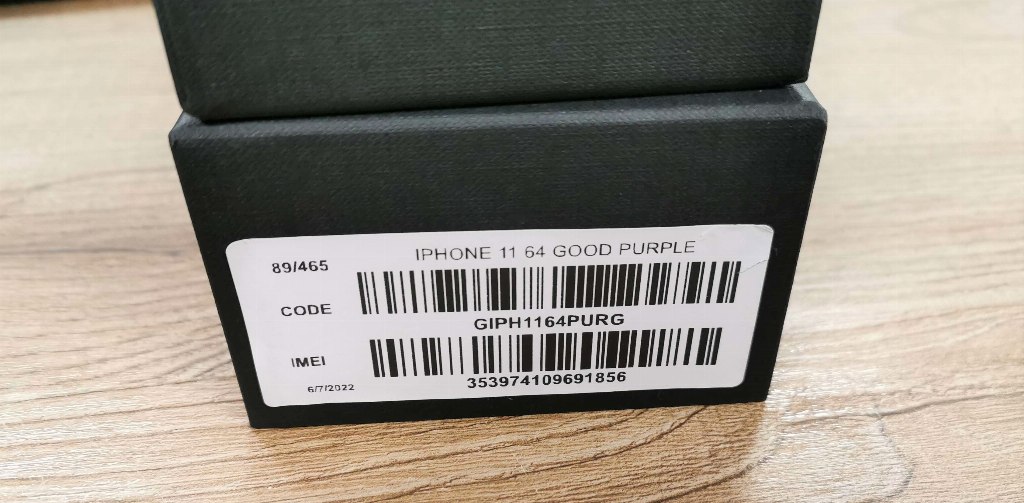 IPHONE 11 64 GOOD PURPLE
89/465
CODE
GIPH1164PURG
IMEI
353974109691856
6/7/2022